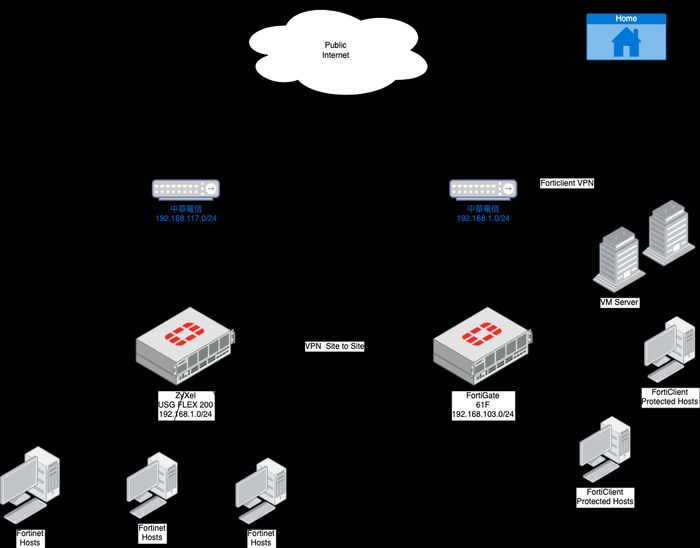 Home
Public
Internet
中華電信
192.168.117.0/24
中華電信
192.168.1.0/24
Forticlient VPN
VM Server
VPN Site to Site
ZyXel
USG FLEX 200
192.168.1.0/24
FortiGate
61F
192.168.103.0/24
FortiClient
Protected Hosts
FortiClient
Protected Hosts
Fortinet
Hosts
Fortinet
Hosts
Fortinet
Hosts